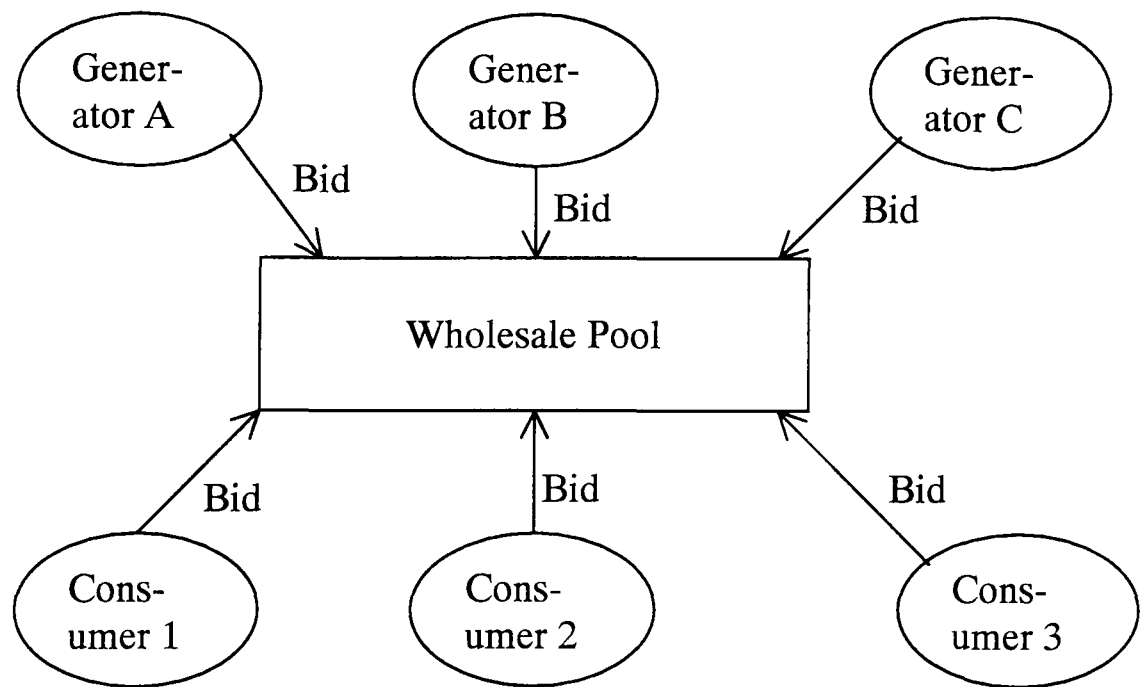 Gener-
ator A
Gener-
ator B
Gener-
ator C
Bid
Bid
Bid
Wholesale Pool
Bid
Bid
Bid
Cons-
umer 1
Cons-
umer 2
Cons-
umer 3